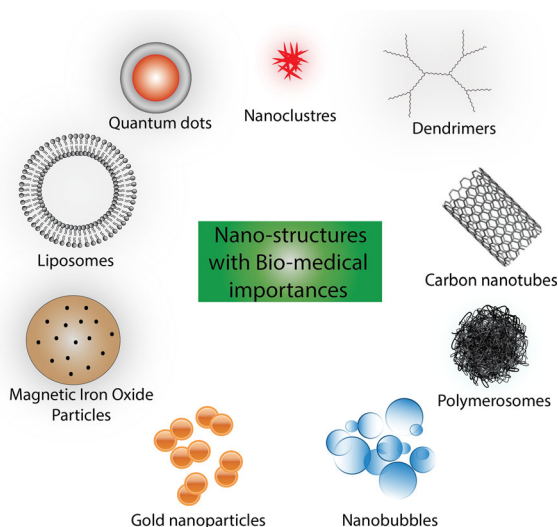 Quantum dots
Nanoclustres
Dendrimers
Liposomes
Nano-structures
with Bio-medical
importances
Carbon nanotubes
Magnetic Iron Oxide
Particles
Polymerosomes
Gold nanoparticles
Nanobubbles